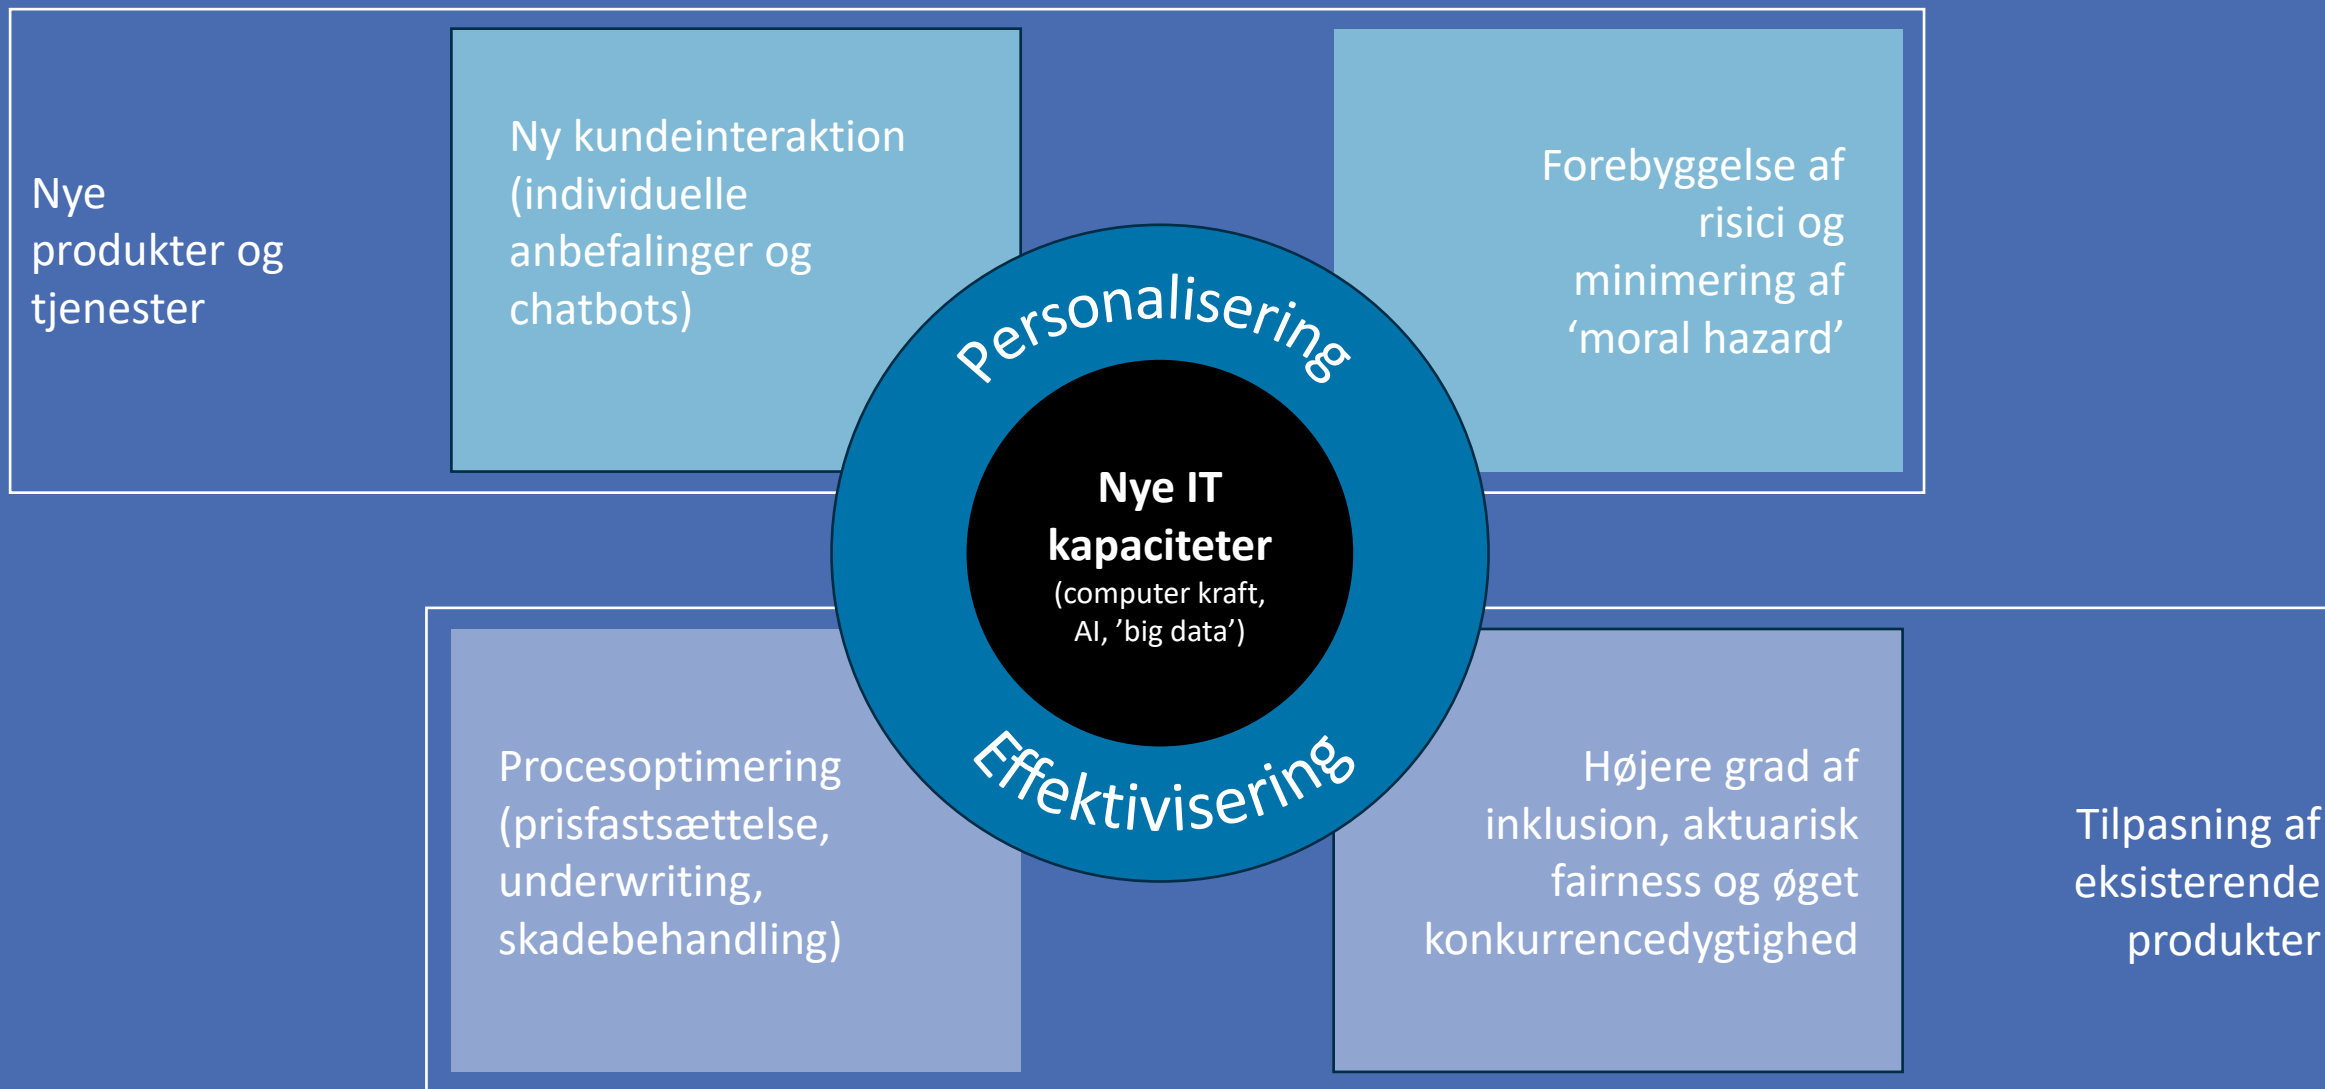 Nye
produkter og
tjenester
Ny kundeinteraktion
(individuelle
anbefalinger og
chatbots)
Forebyggelse af
risici og
minimering af
‘moral hazard’
Personalisering
Nye IT
kapaciteter
(computer kraft,
AI, ’big data’)
Effektivisering
Procesoptimering
(prisfastsættelse,
underwriting,
skadebehandling)
Højere grad af
inklusion, aktuarisk
fairness og øget
konkurrencedygtighed
Tilpasning af
eksisterende
produkter